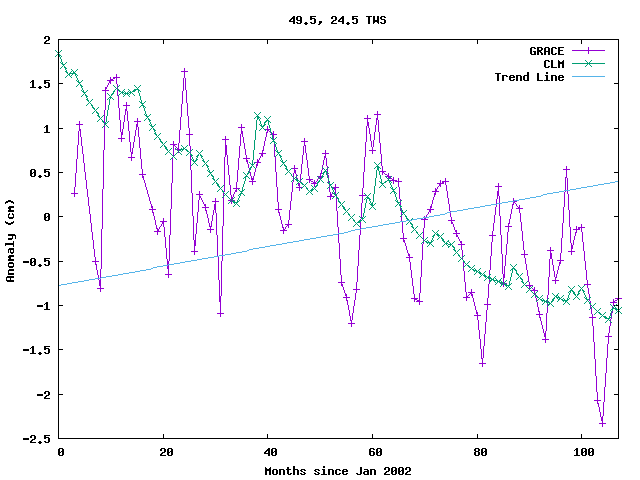 49.5, 24.5 TWS
GRACE
CLM
Trend Line
2
1.5
1
0.5
0
-0.5
-1
-1.5
-2
-2.5
Anomaly (cm)
0 20 40 60 80 100
Months since Jan 2002